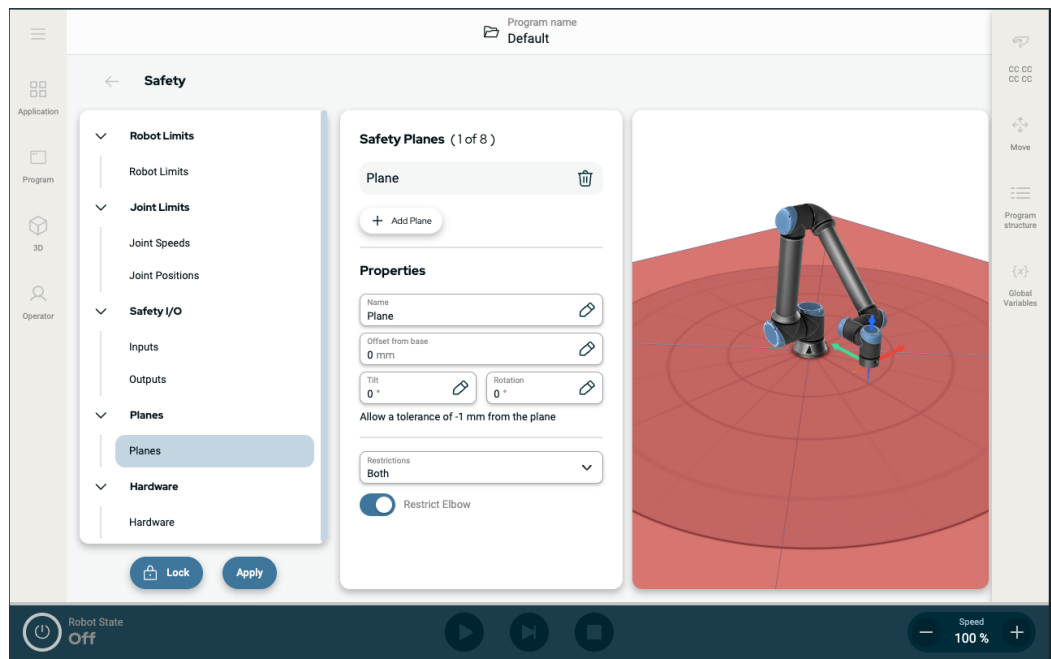 Program name
Default
Application
Program
3D
Operator
Safety
Robot Limits
Robot Limits
Joint Limits
Joint Speeds
Joint Positions
Safety I/O
Inputs
Outputs
Planes
Planes
Hardware
Hardware
Lock
Apply
Safety Planes (1 of 8)
Plane
+ Add Plane
Properties
Name
Plane
Offset from base
0 mm
Tilt
0 °
Rotation
0 °
Allow a tolerance of -1 mm from the plane
Restrictions
Both
Restrict Elbow
CC CC
CC CC
Move
Program
structure
{x}
Global
Variables
Robot State
Off
Speed
− 100 % +